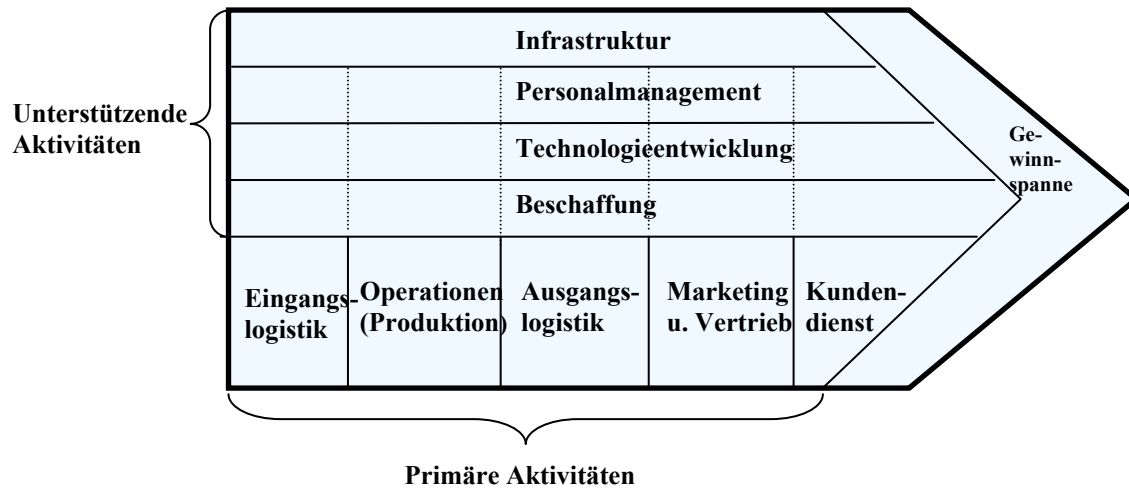 Infrastruktur
Personalmanagement
Unterstützende
Aktivitäten
Technologieentwicklung
Beschaffung
Ge-
winn-
spanne
Eingangs-
logistik
Operationen
(Produktion)
Ausgangs-
logistik
Marketing
u. Vertrieb
Kunden-
dienst
Primäre Aktivitäten